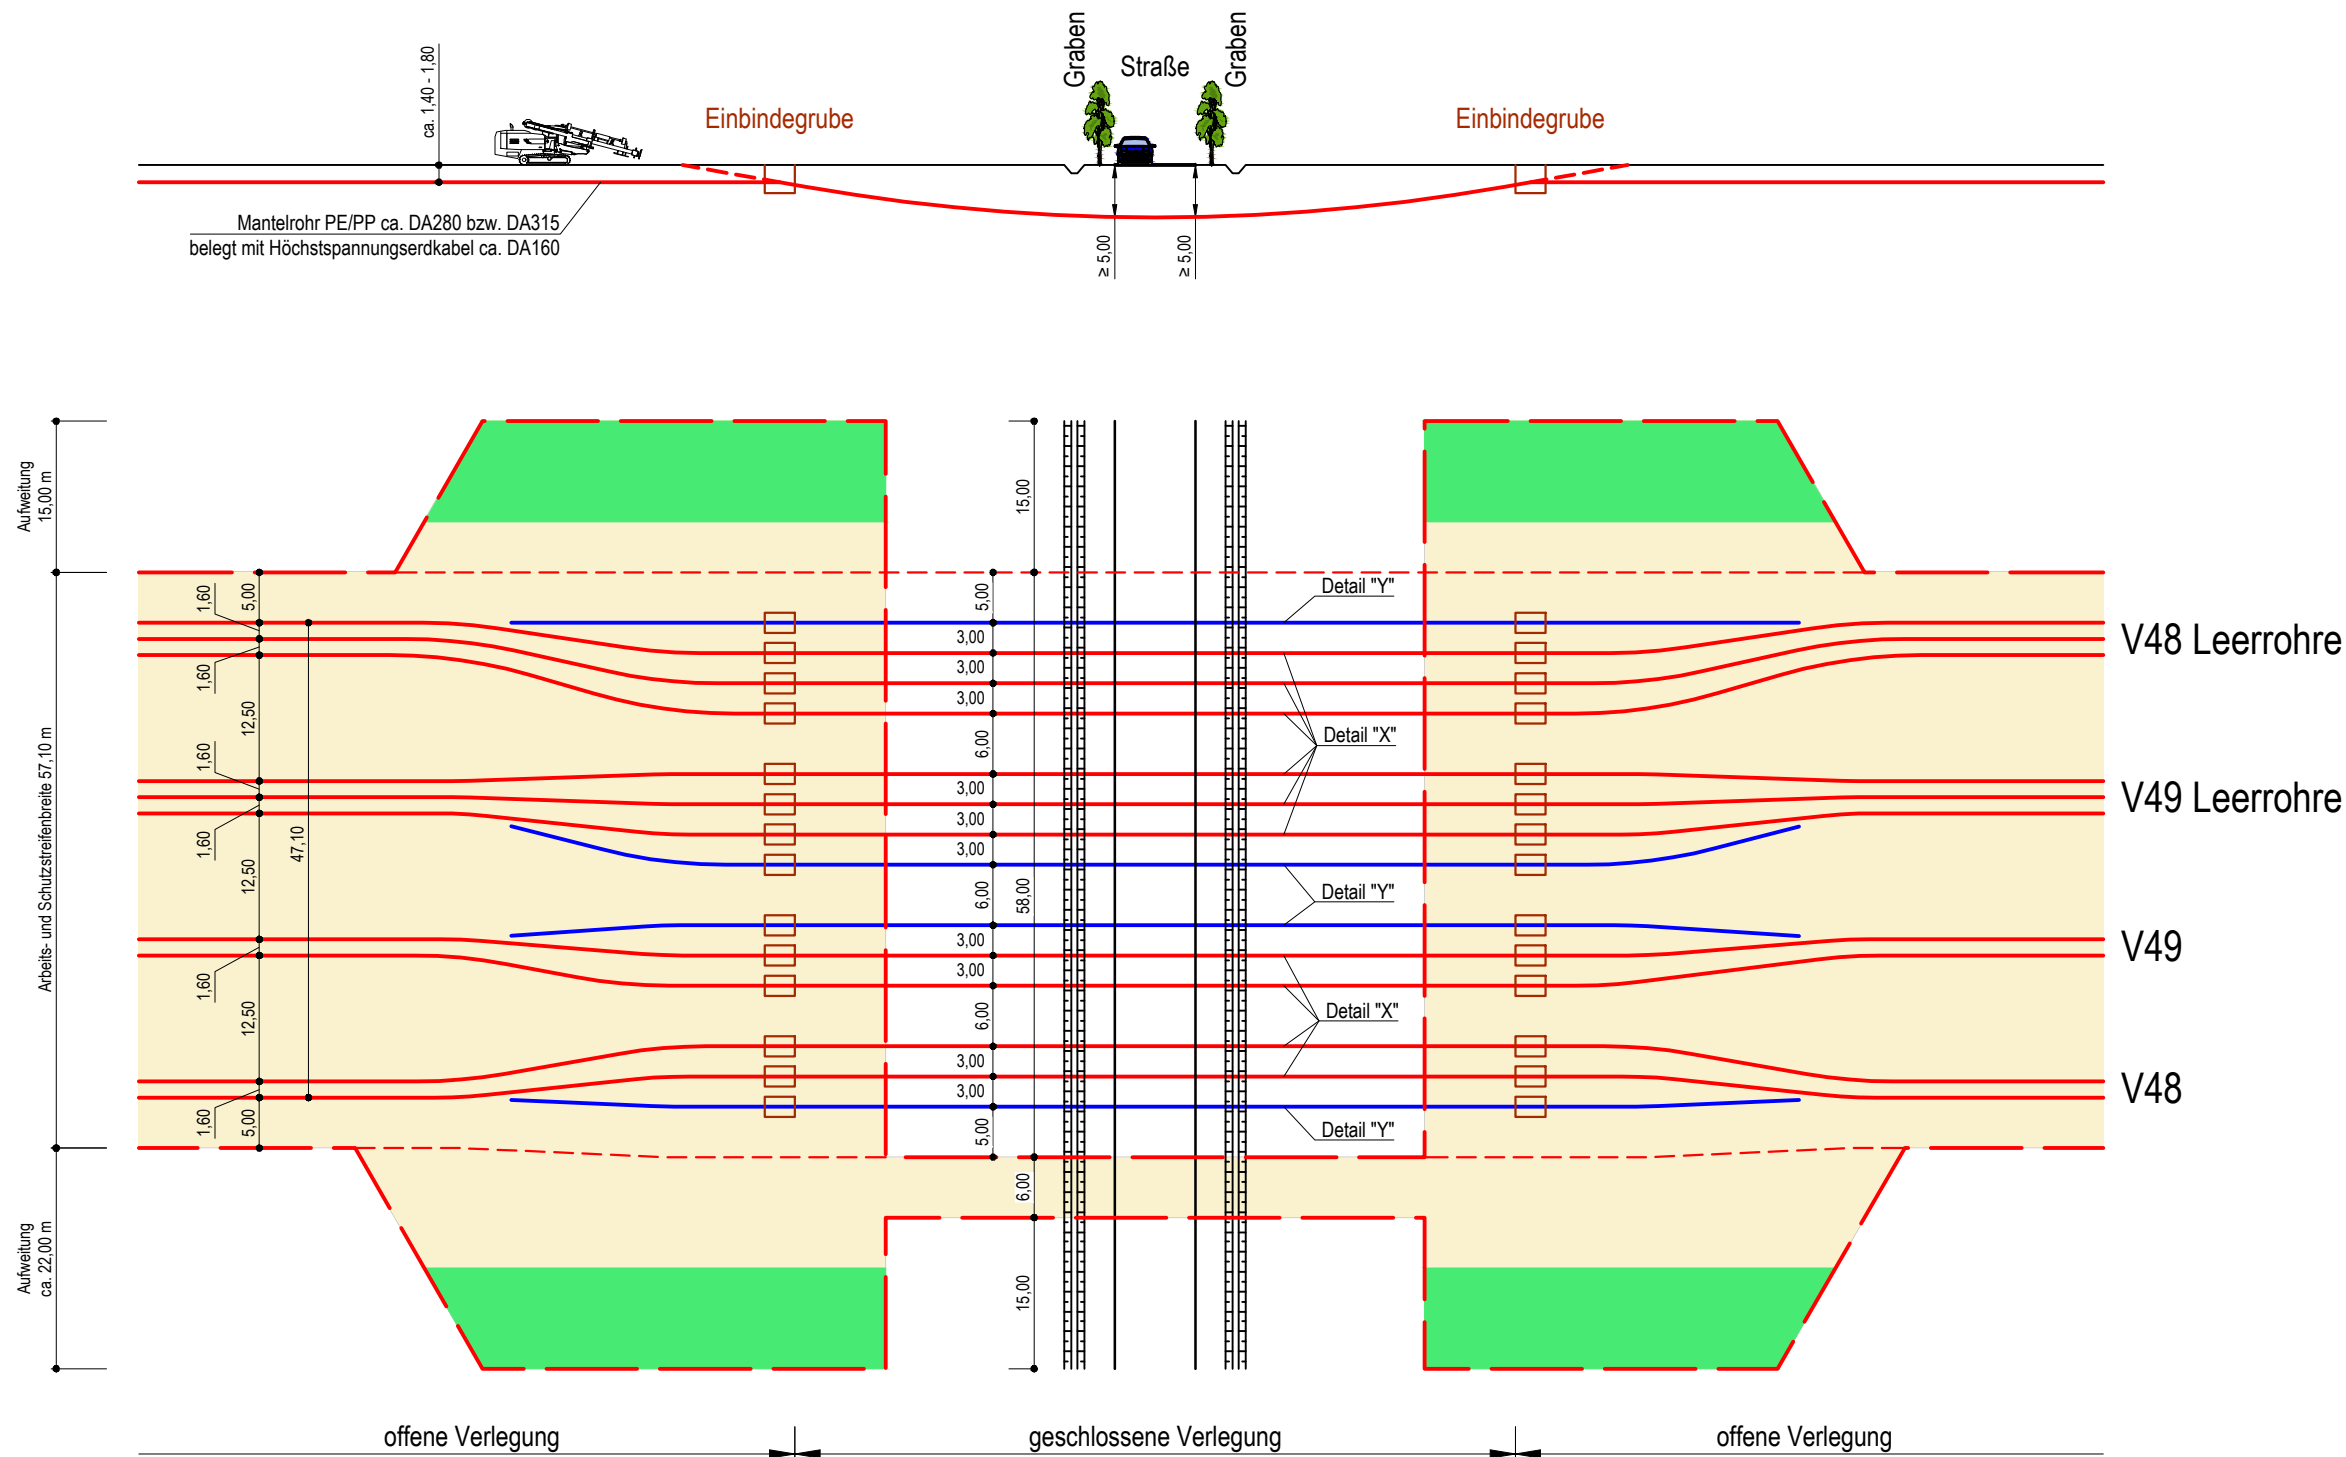 Graben
Straße
Graben
ca. 1,40 - 1,80
Einbindegrube
Einbindegrube
Mantelrohr PE/PP ca. DA280 bzw. DA315
belegt mit Höchstspannungserdkabel ca. DA160
≥ 5,00
≥ 5,00
Aufweitung
15,00 m
15,00
1,60
5,00
5,00
Detail "Y"
3,00
V48 Leerrohre
3,00
1,60
3,00
12,50
6,00
Detail "X"
1,60
3,00
V49 Leerrohre
3,00
1,60
47,10
3,00
Arbeits- und Schutzstreifenbreite 57,10 m
12,50
6,00
58,00
Detail "Y"
3,00
V49
3,00
1,60
12,50
6,00
Detail "X"
3,00
V48
3,00
1,60
5,00
5,00
Detail "Y"
6,00
Aufweitung
ca. 22,00 m
15,00
offene Verlegung
geschlossene Verlegung
offene Verlegung